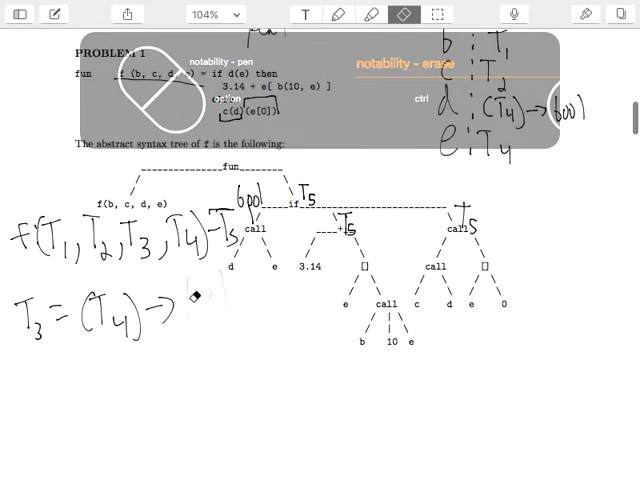 104%
PROBLEM 1
notability - pen
notability - erase
b : T1
fun f (b, c, d, e) = if d(e) then
c : T2
3.14 + e[ b(10, e) ]
option
ctrl
d : (T4) → bool
c(d)(e[0])
e : T4
The abstract syntax tree of f is the following:
fun
f(b, c, d, e)
bool
if
T5
T5
f:(T1, T2, T3, T4) → T5
call
+
T5
call
d
e
3.14
[]
call
[]
T3 = (T4) →
e
call
c
d
e
0
b
10
e